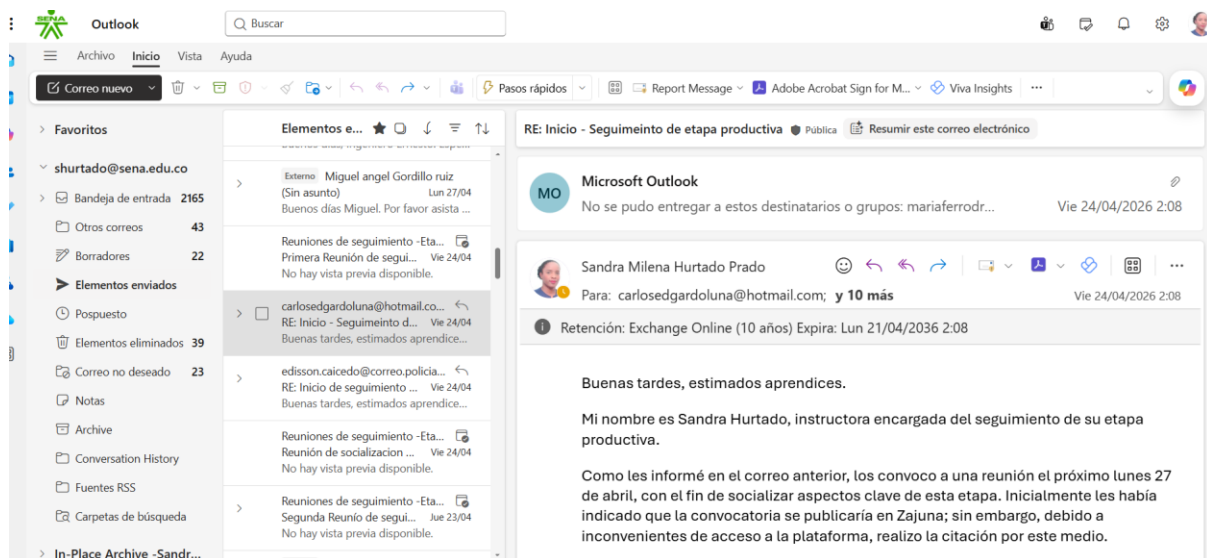 SENA
Outlook
Buscar
Archivo Inicio Vista Ayuda
Correo nuevo
Pasos rápidos
Report Message
Adobe Acrobat Sign for M...
Viva Insights
Favoritos
shurtado@sena.edu.co
Bandeja de entrada 2165
Otros correos 43
Borradores 22
Elementos enviados
Pospuesto
Elementos eliminados 39
Correo no deseado 23
Notas
Archive
Conversation History
Fuentes RSS
Carpetas de búsqueda
In-Place Archive -Sandr...
Elementos e...
Externo Miguel angel Gordillo ruiz
(Sin asunto) Lun 27/04
Buenos días Miguel. Por favor asista ...
Reuniones de seguimiento -Eta...
Primera Reunión de segui... Vie 24/04
No hay vista previa disponible.
carlosedgardoluna@hotmail.co...
RE: Inicio - Seguimeinto d... Vie 24/04
Buenas tardes, estimados aprendice...
edisson.caicedo@correo.policia...
RE: Inicio de seguimiento ... Vie 24/04
Buenas tardes, estimados aprendice...
Reuniones de seguimiento -Eta...
Reunión de socializacion ... Vie 24/04
No hay vista previa disponible.
Reuniones de seguimiento -Eta...
Segunda Reunío de segui... Jue 23/04
No hay vista previa disponible.
RE: Inicio - Seguimeinto de etapa productiva Pública Resumir este correo electrónico
MO
Microsoft Outlook
No se pudo entregar a estos destinatarios o grupos: mariaferrodr... Vie 24/04/2026 2:08
Sandra Milena Hurtado Prado
Para: carlosedgardoluna@hotmail.com; y 10 más Vie 24/04/2026 2:08
Retención: Exchange Online (10 años) Expira: Lun 21/04/2036 2:08
Buenas tardes, estimados aprendices.
Mi nombre es Sandra Hurtado, instructora encargada del seguimiento de su etapa
productiva.
Como les informé en el correo anterior, los convoco a una reunión el próximo lunes 27
de abril, con el fin de socializar aspectos clave de esta etapa. Inicialmente les había
indicado que la convocatoria se publicaría en Zajuna; sin embargo, debido a
inconvenientes de acceso a la plataforma, realizo la citación por este medio.